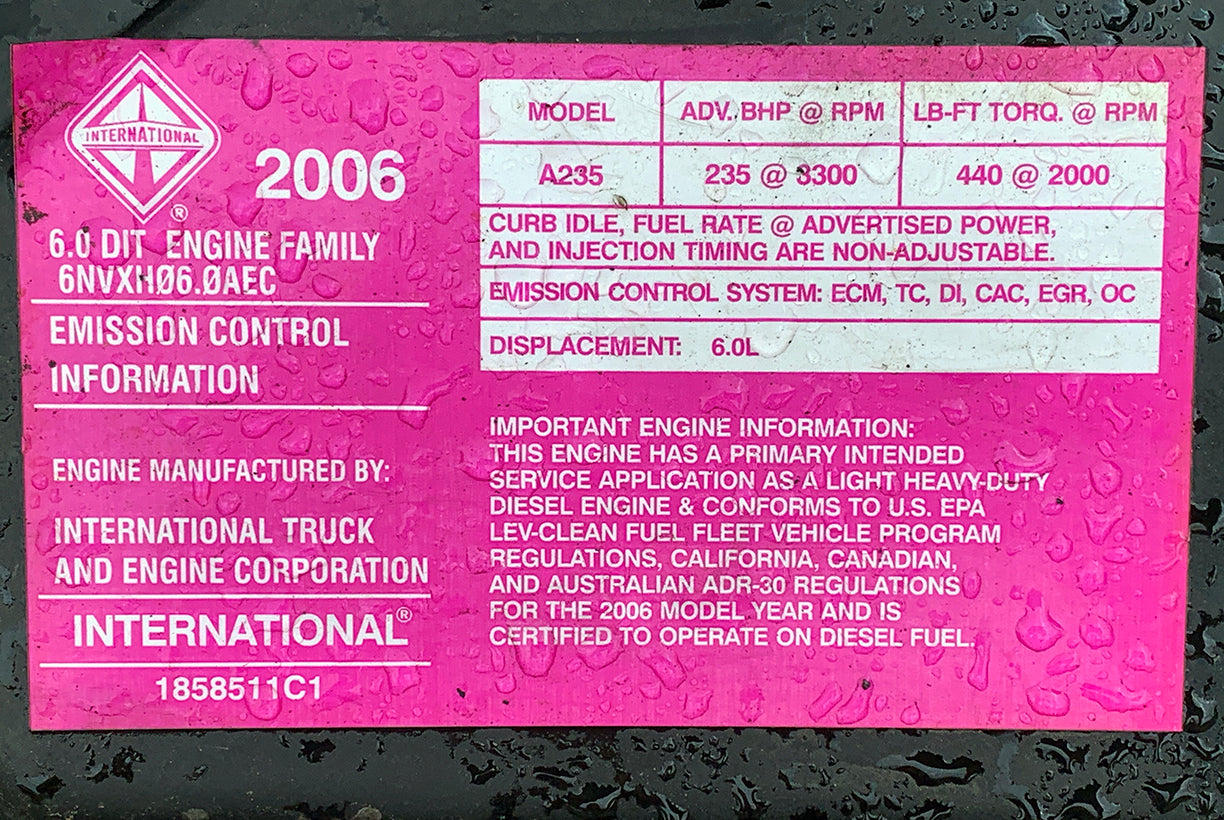 INTERNATIONAL
®
2006
6.0 DIT ENGINE FAMILY
6NVXHØ6.ØAEC
EMISSION CONTROL
INFORMATION
ENGINE MANUFACTURED BY:
INTERNATIONAL TRUCK
AND ENGINE CORPORATION
INTERNATIONAL®
1858511C1
MODEL ADV. BHP @ RPM LB-FT TORQ. @ RPM
A235 235 @ 3300 440 @ 2000
CURB IDLE, FUEL RATE @ ADVERTISED POWER,
AND INJECTION TIMING ARE NON-ADJUSTABLE.
EMISSION CONTROL SYSTEM: ECM, TC, DI, CAC, EGR, OC
DISPLACEMENT: 6.0L
IMPORTANT ENGINE INFORMATION:
THIS ENGINE HAS A PRIMARY INTENDED
SERVICE APPLICATION AS A LIGHT HEAVY-DUTY
DIESEL ENGINE & CONFORMS TO U.S. EPA
LEV-CLEAN FUEL FLEET VEHICLE PROGRAM
REGULATIONS, CALIFORNIA, CANADIAN,
AND AUSTRALIAN ADR-30 REGULATIONS
FOR THE 2006 MODEL YEAR AND IS
CERTIFIED TO OPERATE ON DIESEL FUEL.